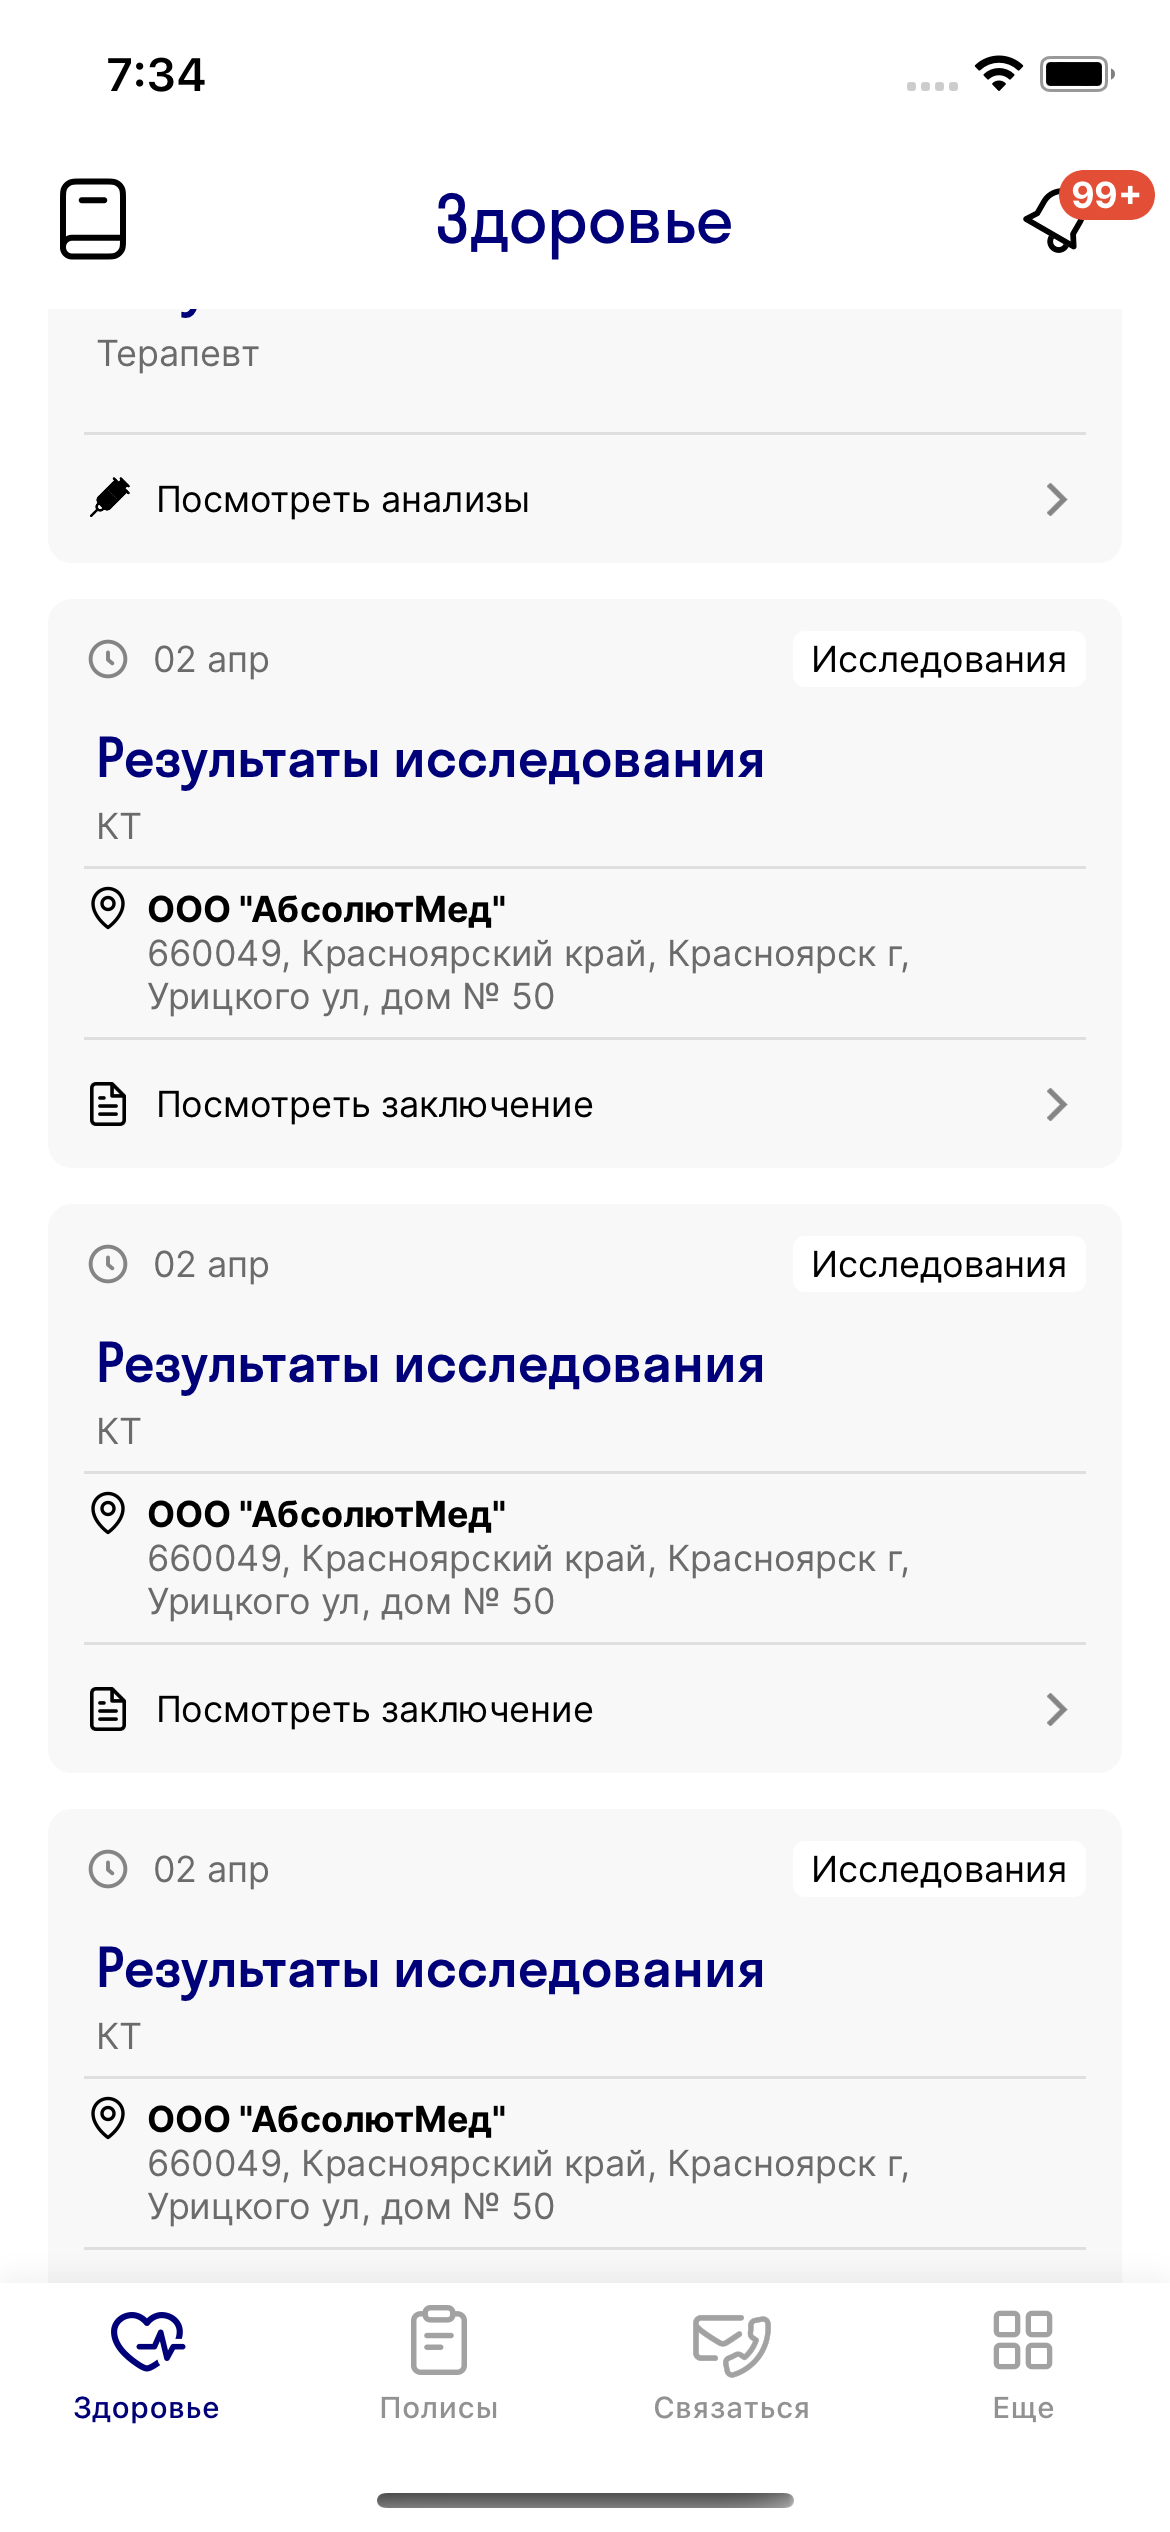 7:34
Здоровье
99+
Терапевт
Посмотреть анализы
02 апр
Исследования
Результаты исследования
КТ
ООО "АбсолютМед"
660049, Красноярский край, Красноярск г,
Урицкого ул, дом № 50
Посмотреть заключение
02 апр
Исследования
Результаты исследования
КТ
ООО "АбсолютМед"
660049, Красноярский край, Красноярск г,
Урицкого ул, дом № 50
Посмотреть заключение
02 апр
Исследования
Результаты исследования
КТ
ООО "АбсолютМед"
660049, Красноярский край, Красноярск г,
Урицкого ул, дом № 50
Здоровье
Полисы
Связаться
Еще